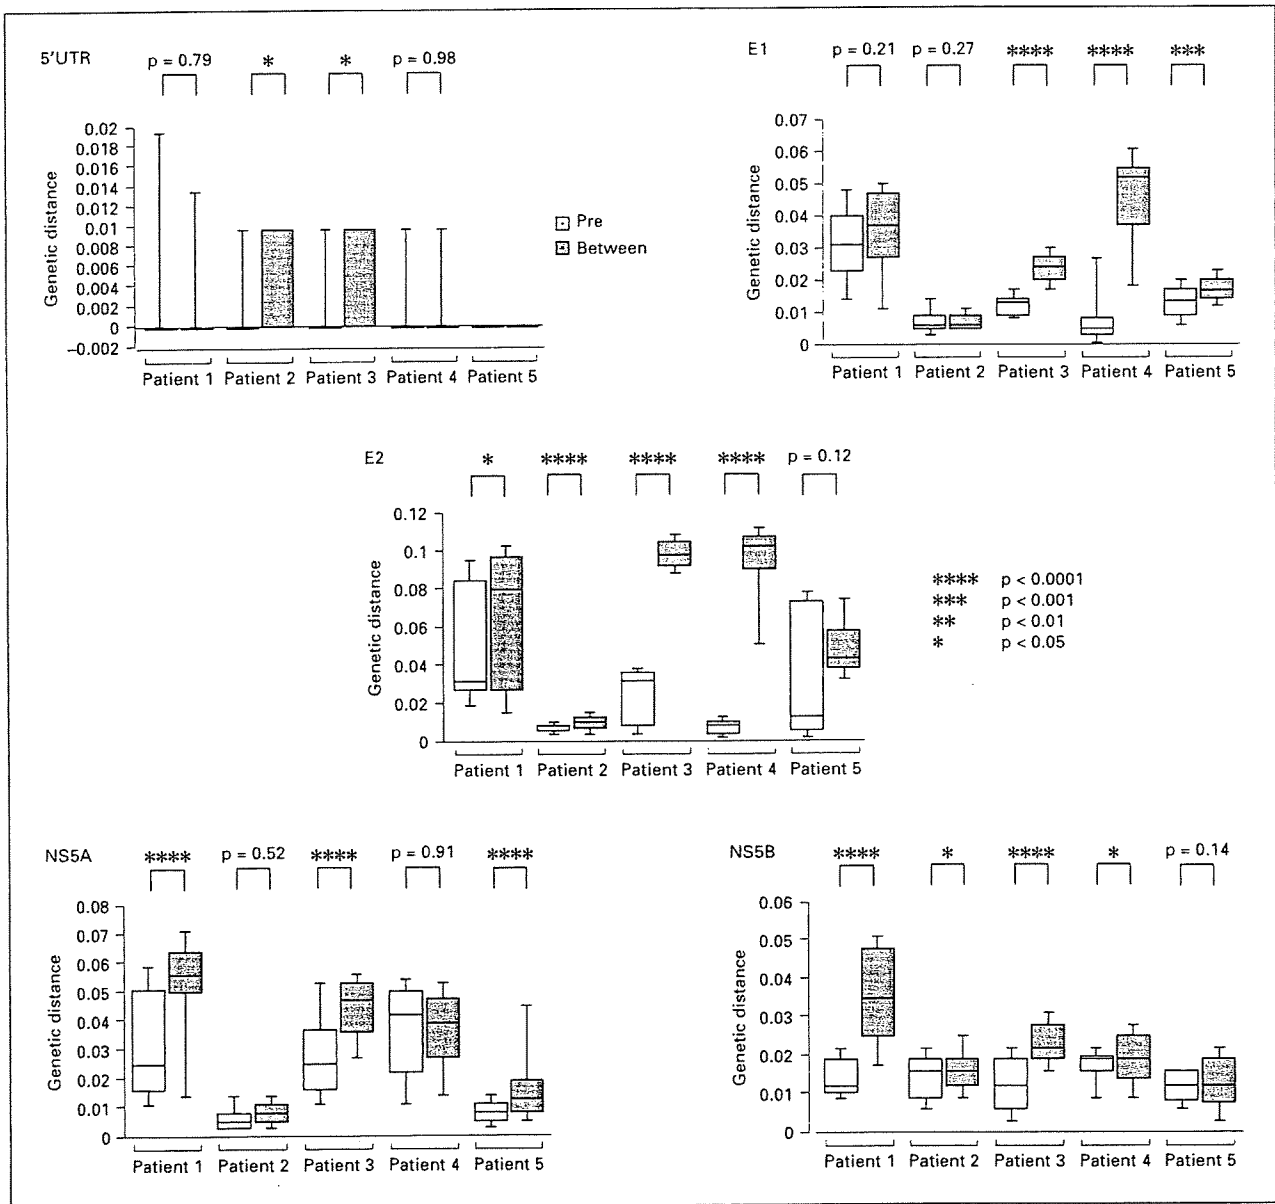 5'UTR
p = 0.79 * * p = 0.98
Genetic distance
0.02
0.018
0.016
0.014
0.012
0.01
0.008
0.006
0.004
0.002
0
−0.002
Patient 1 Patient 2 Patient 3 Patient 4 Patient 5
Pre
Between
E1
p = 0.21 p = 0.27 **** **** ***
Genetic distance
0.07
0.06
0.05
0.04
0.03
0.02
0.01
0
Patient 1 Patient 2 Patient 3 Patient 4 Patient 5
E2
* **** **** **** p = 0.12
Genetic distance
0.12
0.1
0.08
0.06
0.04
0.02
0
Patient 1 Patient 2 Patient 3 Patient 4 Patient 5
**** p < 0.0001
*** p < 0.001
** p < 0.01
* p < 0.05
NS5A
**** p = 0.52 **** p = 0.91 ****
Genetic distance
0.08
0.07
0.06
0.05
0.04
0.03
0.02
0.01
0
Patient 1 Patient 2 Patient 3 Patient 4 Patient 5
NS5B
**** * **** * p = 0.14
Genetic distance
0.06
0.05
0.04
0.03
0.02
0.01
0
Patient 1 Patient 2 Patient 3 Patient 4 Patient 5